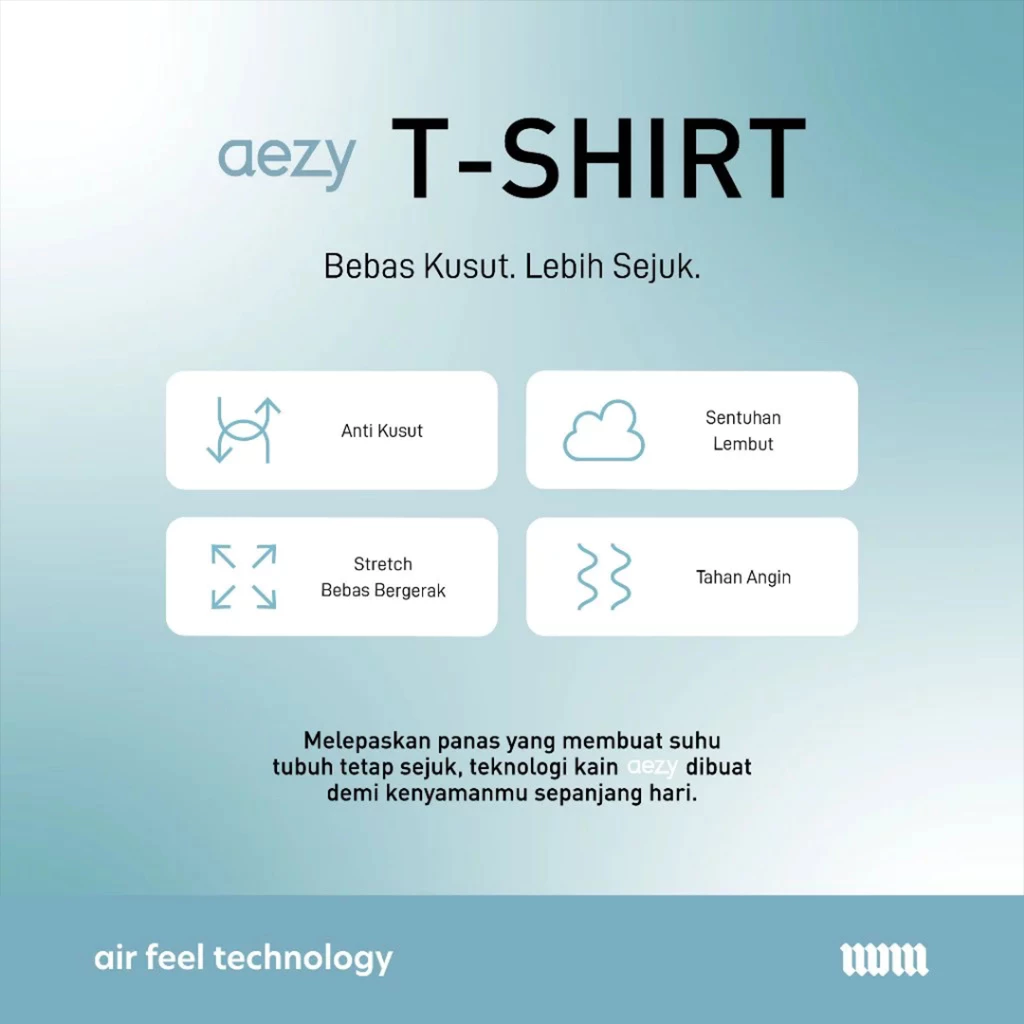 aezy T-SHIRT
Bebas Kusut. Lebih Sejuk.
Anti Kusut
Sentuhan
Lembut
Stretch
Bebas Bergerak
Tahan Angin
Melepaskan panas yang membuat suhu
tubuh tetap sejuk, teknologi kain aezy dibuat
demi kenyamanmu sepanjang hari.
air feel technology